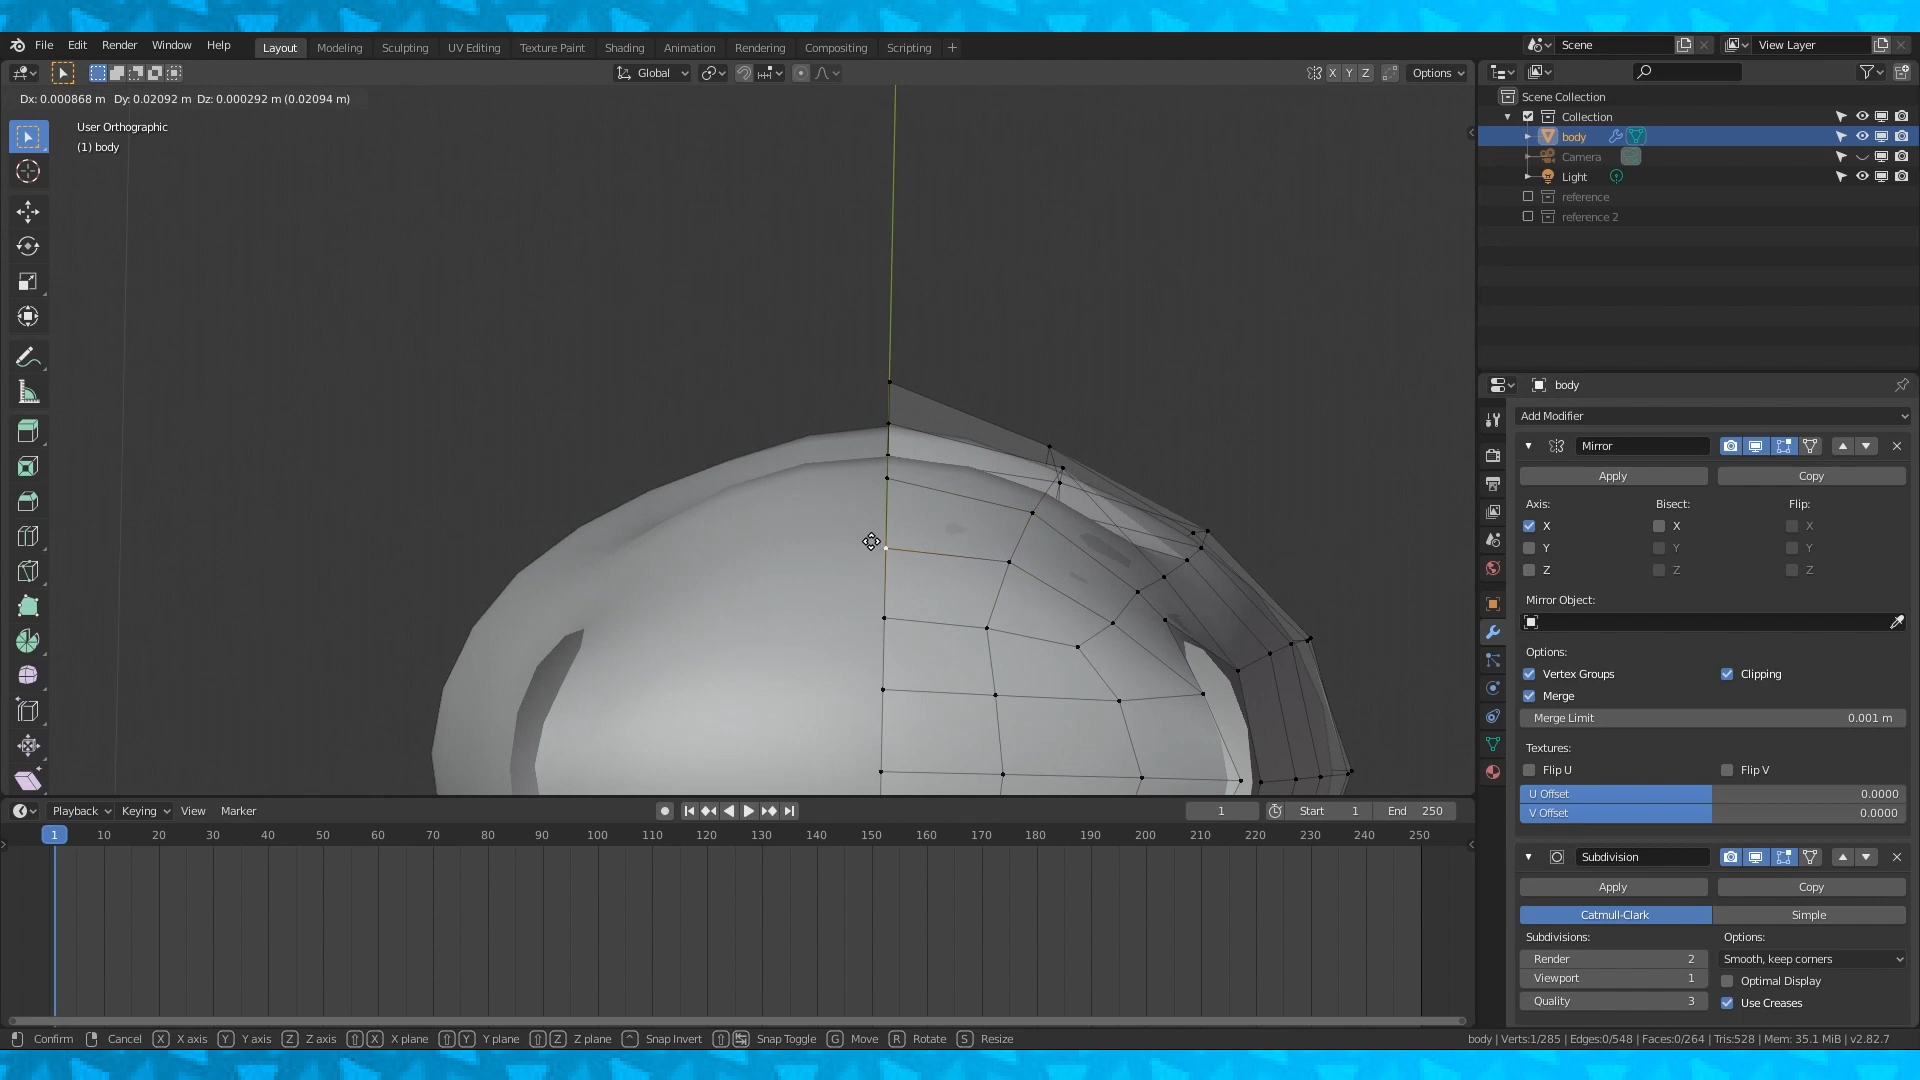 File Edit Render Window Help Layout Modeling Sculpting UV Editing Texture Paint Shading Animation Rendering Compositing Scripting + Scene View Layer
Global X Y Z Options
Dx: 0.000868 m Dy: 0.02092 m Dz: 0.000292 m (0.02094 m)
User Orthographic
(1) body
Scene Collection
Collection
body
Camera
Light
reference
reference 2
body
Add Modifier
Mirror
Apply Copy
Axis: Bisect: Flip:
X X X
Y Y Y
Z Z Z
Mirror Object:
Options:
Vertex Groups Clipping
Merge
Merge Limit 0.001 m
Textures:
Flip U Flip V
U Offset 0.0000
V Offset 0.0000
Subdivision
Apply Copy
Catmull-Clark Simple
Subdivisions: Options:
Render 2 Smooth, keep corners
Viewport 1 Optimal Display
Quality 3 Use Creases
Playback Keying View Marker 1 Start 1 End 250
1 10 20 30 40 50 60 70 80 90 100 110 120 130 140 150 160 170 180 190 200 210 220 230 240 250
Confirm Cancel X X axis Y Y axis Z Z axis X X plane Y Y plane Z Z plane Snap Invert Snap Toggle G Move R Rotate S Resize body | Verts:1/285 | Edges:0/548 | Faces:0/264 | Tris:528 | Mem: 35.1 MiB | v2.82.7